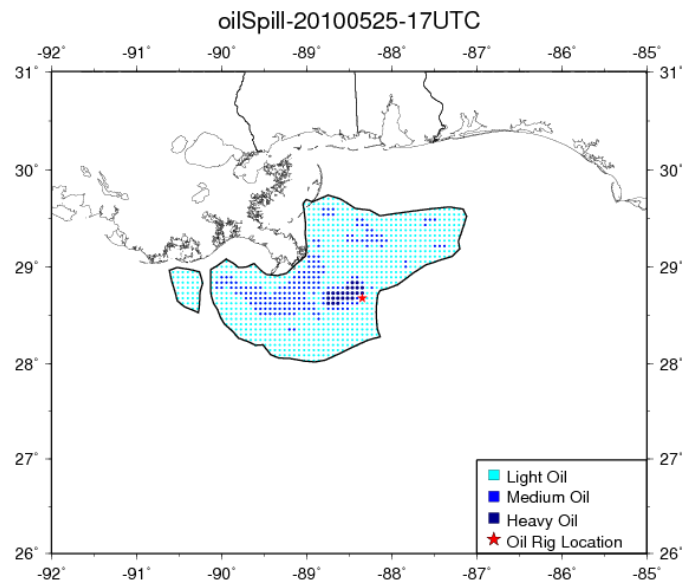 oilSpill-20100525-17UTC
-92˚ -91˚ -90˚ -89˚ -88˚ -87˚ -86˚ -85˚
31˚ 31˚
30˚ 30˚
29˚ 29˚
28˚ 28˚
27˚ 27˚
Light Oil
Medium Oil
Heavy Oil
Oil Rig Location
26˚ 26˚
-92˚ -91˚ -90˚ -89˚ -88˚ -87˚ -86˚ -85˚